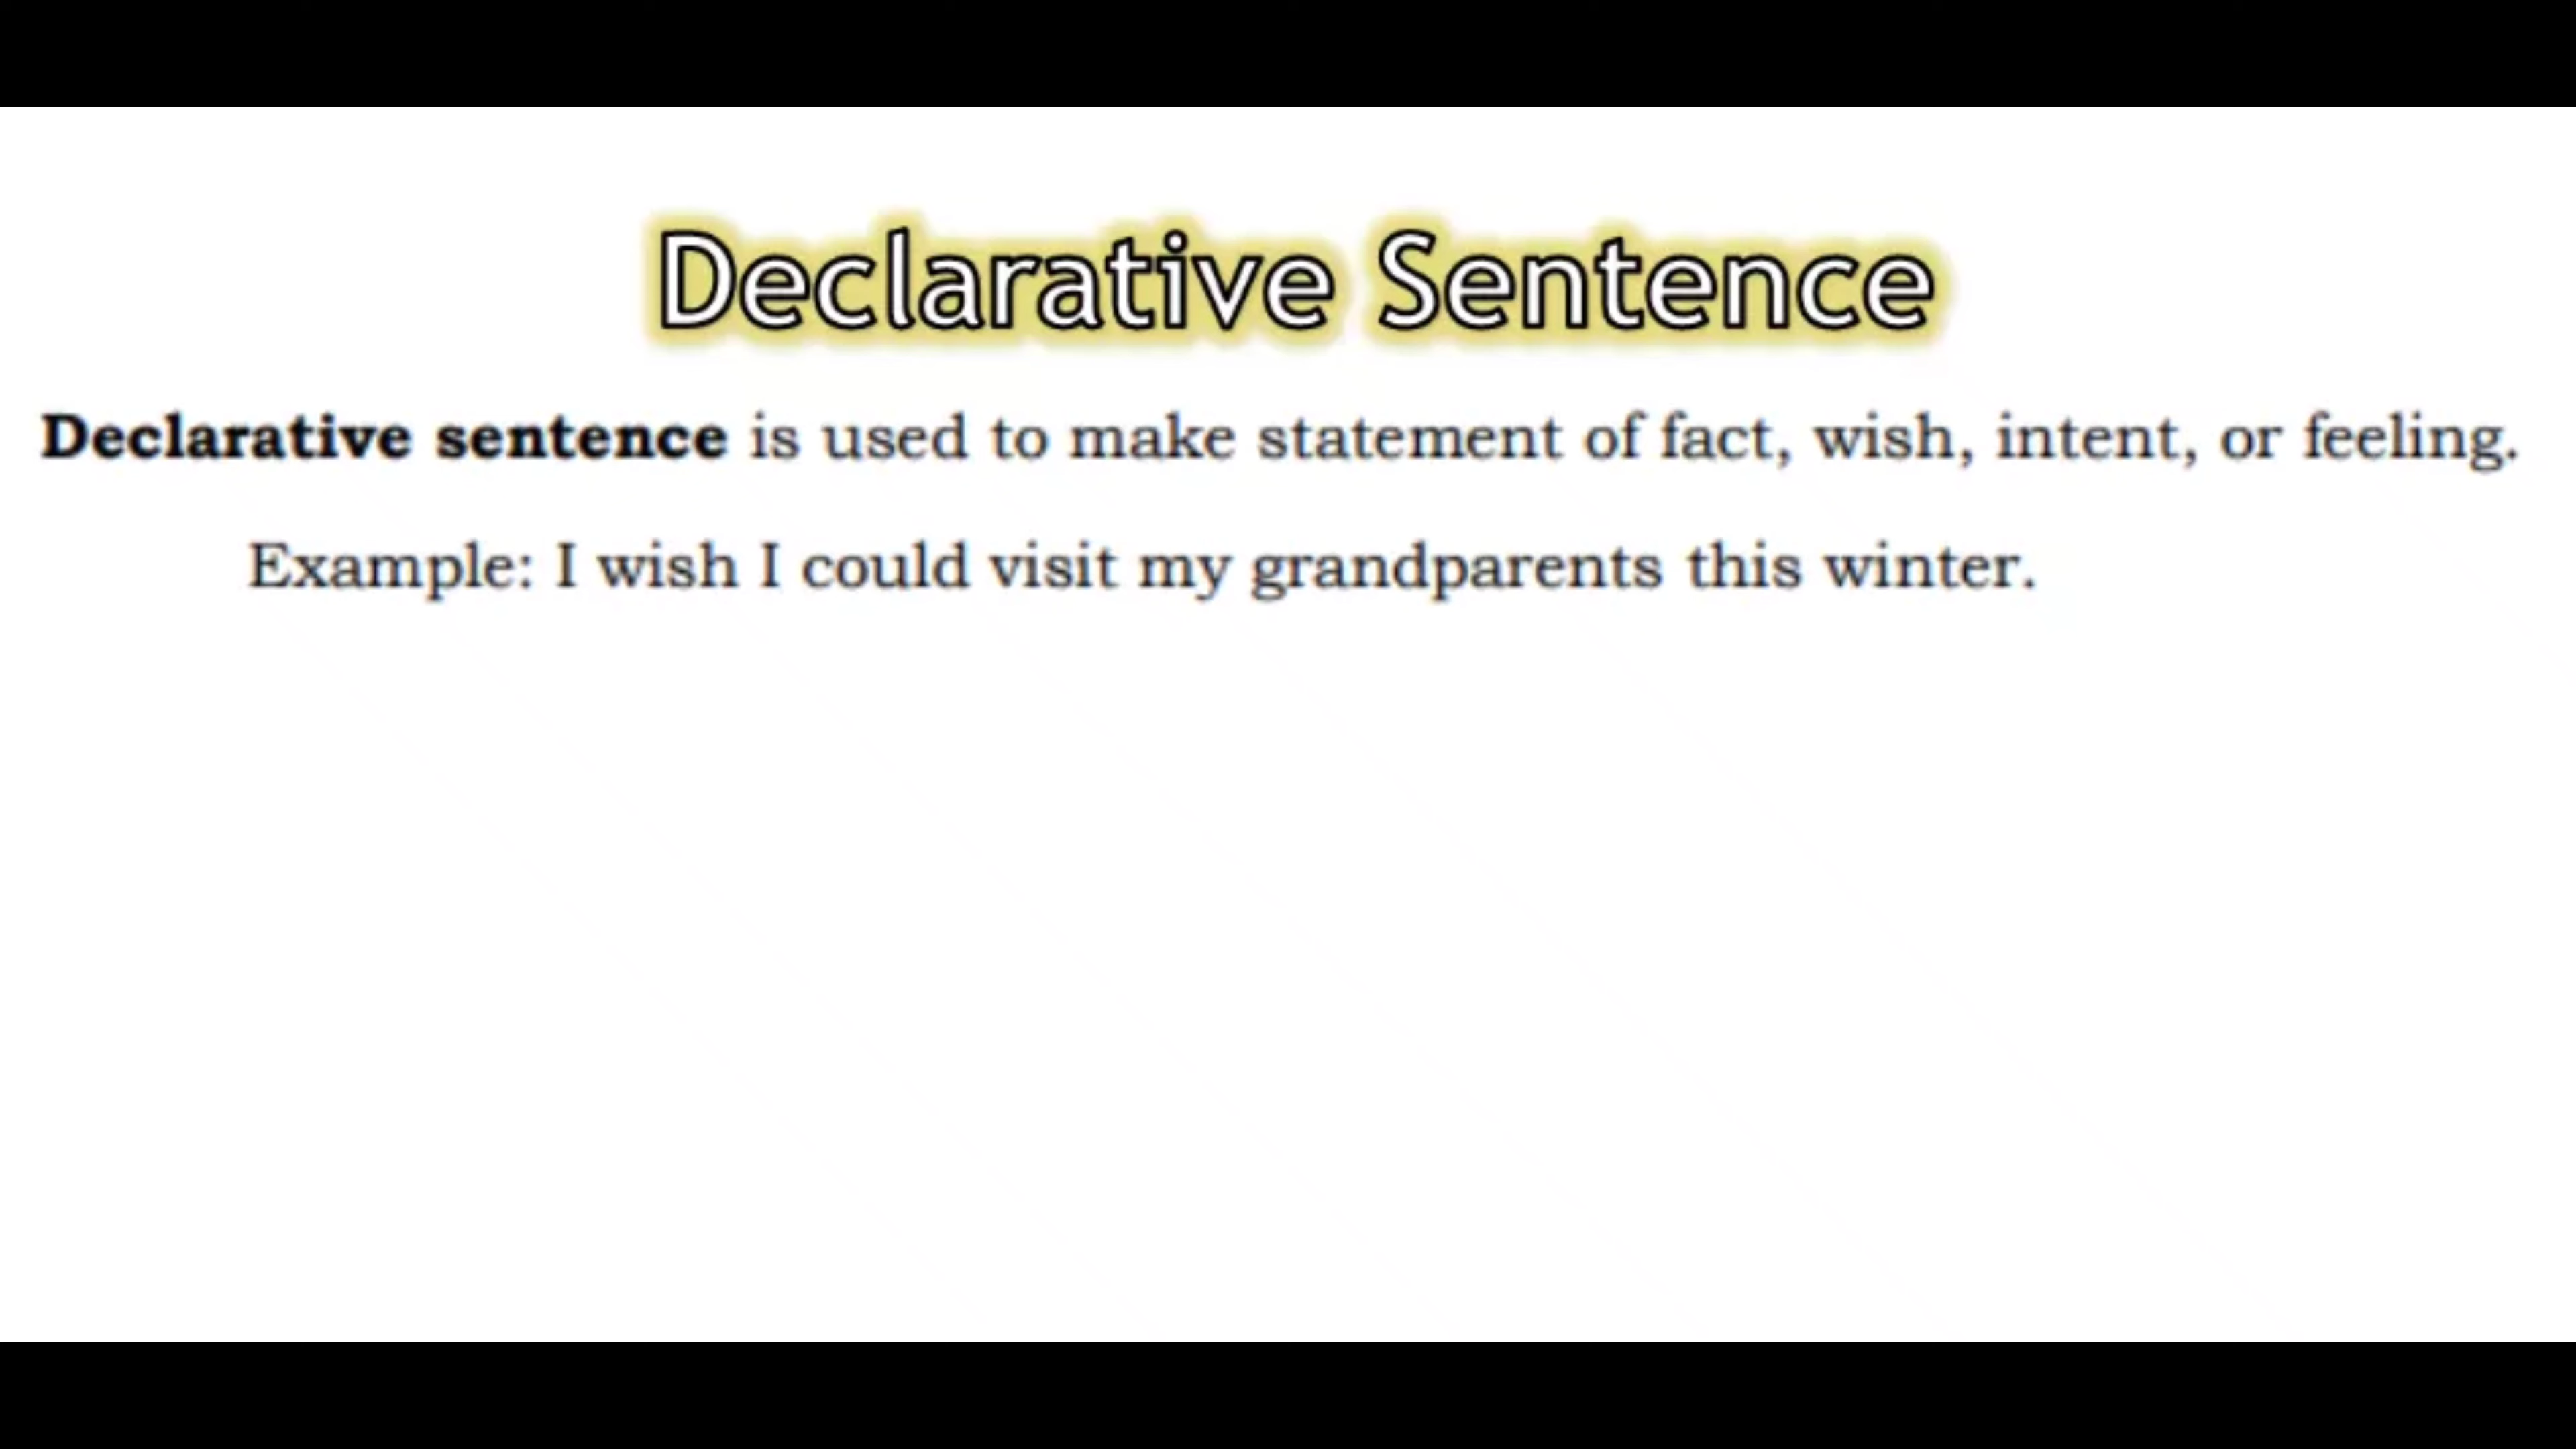 Declarative Sentence
Declarative sentence is used to make statement of fact, wish, intent, or feeling.
Example: I wish I could visit my grandparents this winter.